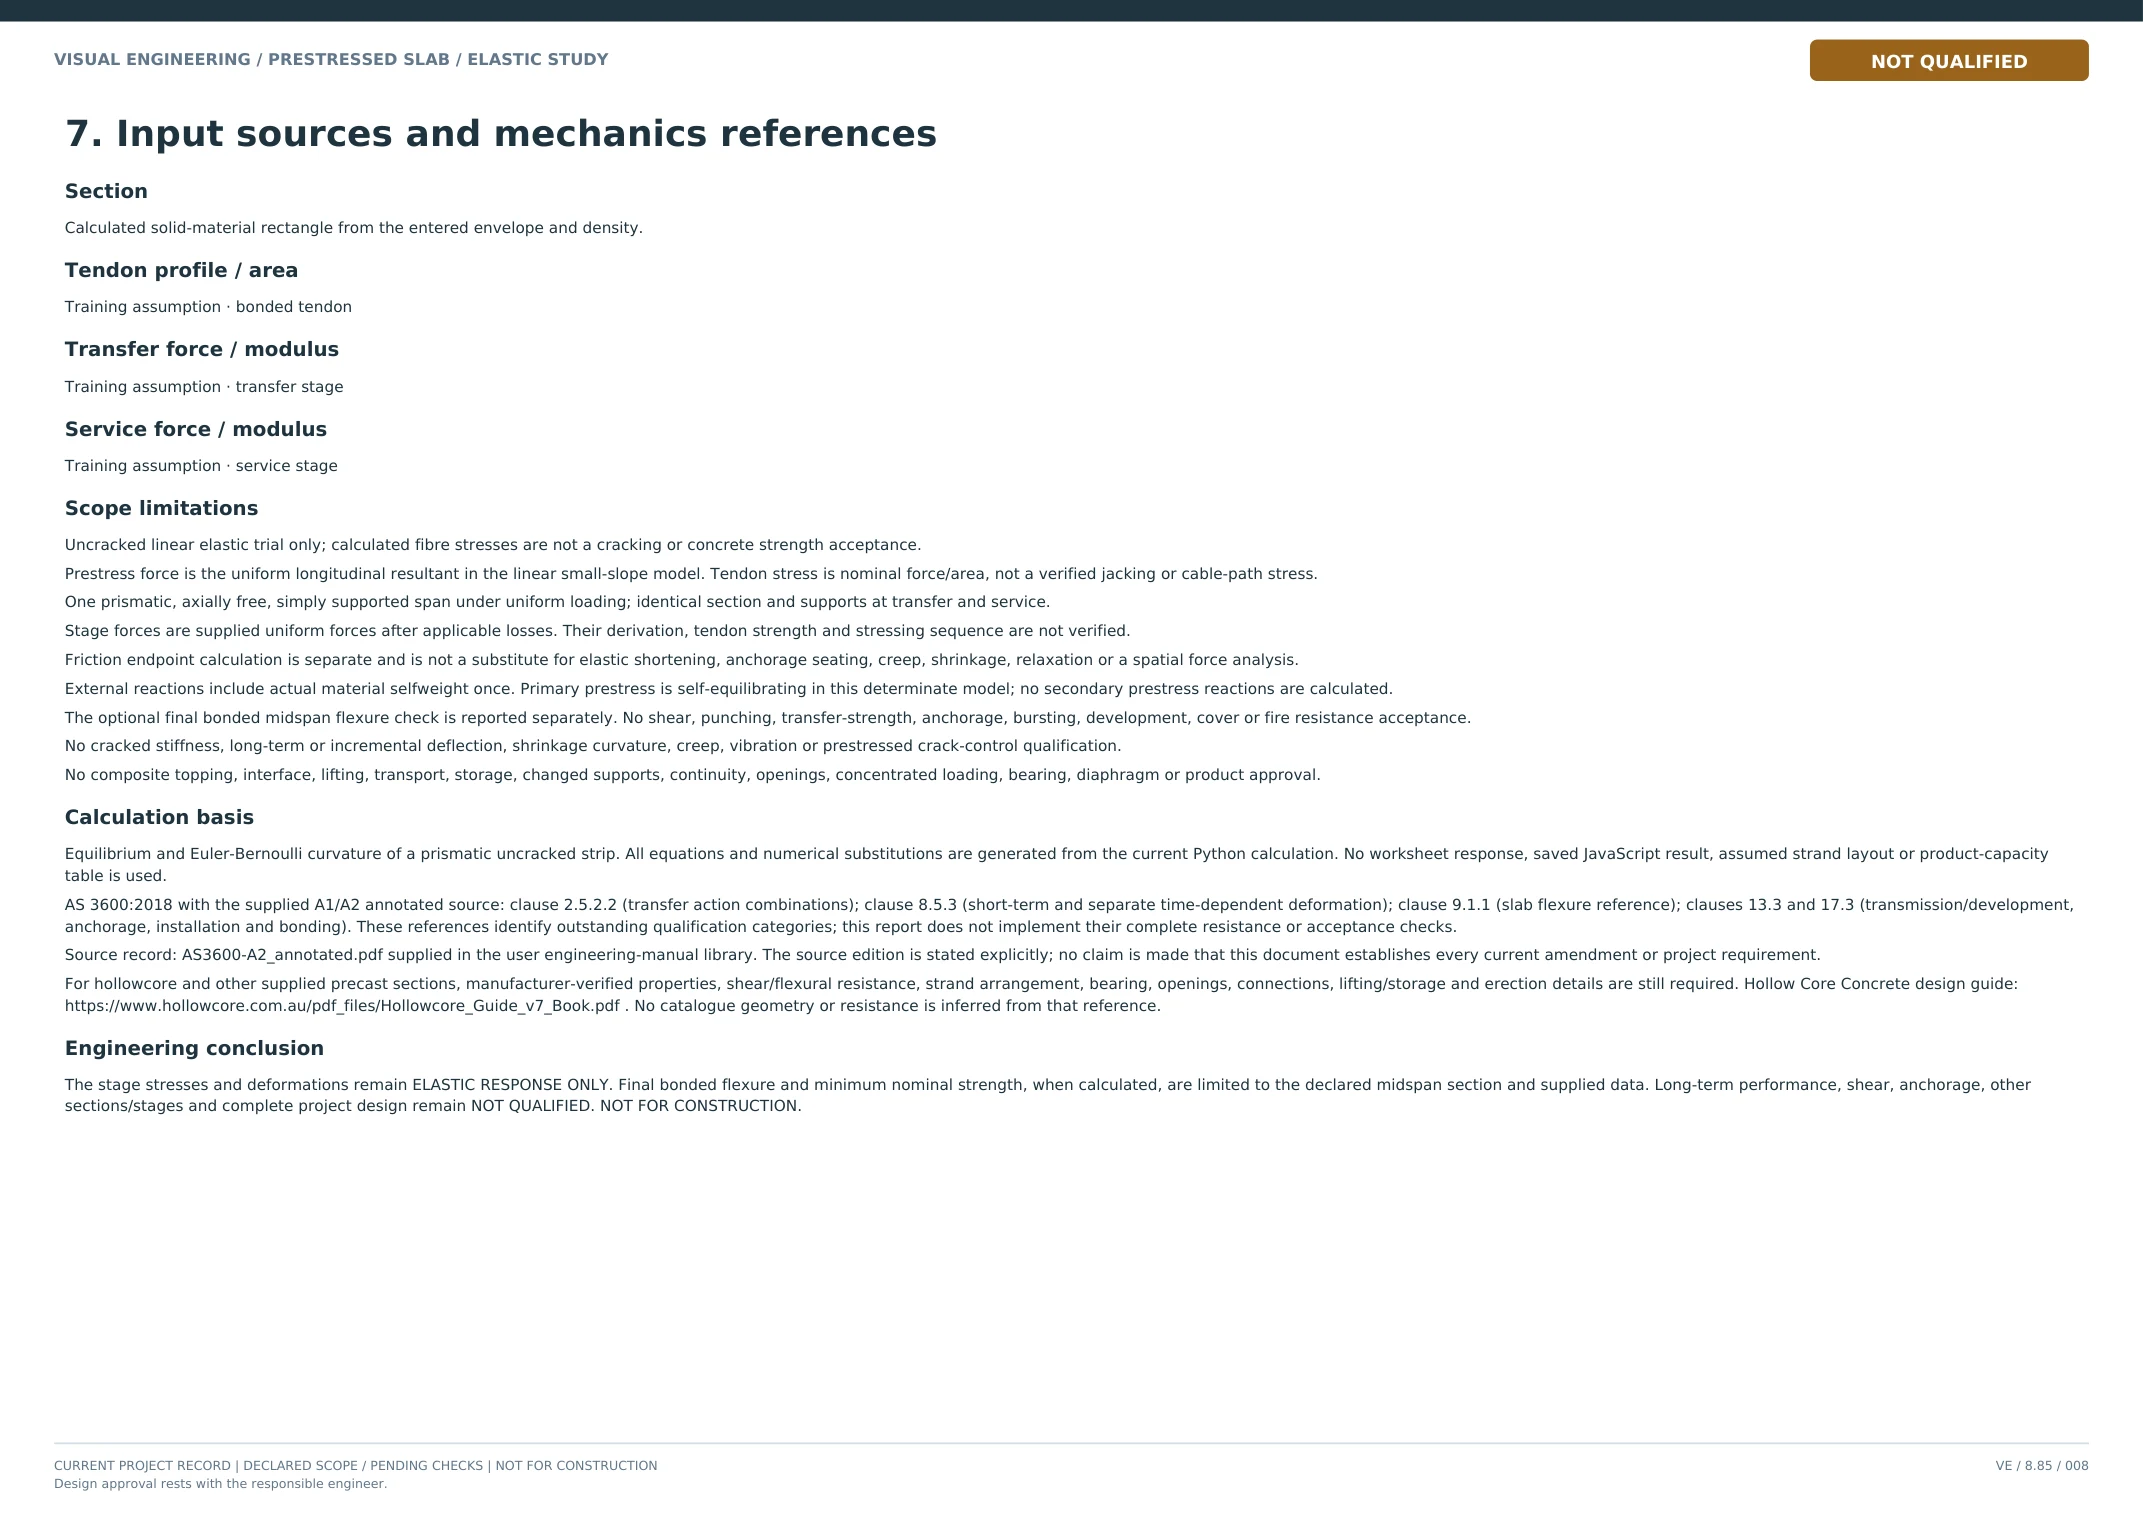 VISUAL ENGINEERING / PRESTRESSED SLAB / ELASTIC STUDY
NOT QUALIFIED
7. Input sources and mechanics references
Section
Calculated solid-material rectangle from the entered envelope and density.
Tendon profile / area
Training assumption · bonded tendon
Transfer force / modulus
Training assumption · transfer stage
Service force / modulus
Training assumption · service stage
Scope limitations
Uncracked linear elastic trial only; calculated fibre stresses are not a cracking or concrete strength acceptance.
Prestress force is the uniform longitudinal resultant in the linear small-slope model. Tendon stress is nominal force/area, not a verified jacking or cable-path stress.
One prismatic, axially free, simply supported span under uniform loading; identical section and supports at transfer and service.
Stage forces are supplied uniform forces after applicable losses. Their derivation, tendon strength and stressing sequence are not verified.
Friction endpoint calculation is separate and is not a substitute for elastic shortening, anchorage seating, creep, shrinkage, relaxation or a spatial force analysis.
External reactions include actual material selfweight once. Primary prestress is self-equilibrating in this determinate model; no secondary prestress reactions are calculated.
The optional final bonded midspan flexure check is reported separately. No shear, punching, transfer-strength, anchorage, bursting, development, cover or fire resistance acceptance.
No cracked stiffness, long-term or incremental deflection, shrinkage curvature, creep, vibration or prestressed crack-control qualification.
No composite topping, interface, lifting, transport, storage, changed supports, continuity, openings, concentrated loading, bearing, diaphragm or product approval.
Calculation basis
Equilibrium and Euler-Bernoulli curvature of a prismatic uncracked strip. All equations and numerical substitutions are generated from the current Python calculation. No worksheet response, saved JavaScript result, assumed strand layout or product-capacity
table is used.
AS 3600:2018 with the supplied A1/A2 annotated source: clause 2.5.2.2 (transfer action combinations); clause 8.5.3 (short-term and separate time-dependent deformation); clause 9.1.1 (slab flexure reference); clauses 13.3 and 17.3 (transmission/development,
anchorage, installation and bonding). These references identify outstanding qualification categories; this report does not implement their complete resistance or acceptance checks.
Source record: AS3600-A2_annotated.pdf supplied in the user engineering-manual library. The source edition is stated explicitly; no claim is made that this document establishes every current amendment or project requirement.
For hollowcore and other supplied precast sections, manufacturer-verified properties, shear/flexural resistance, strand arrangement, bearing, openings, connections, lifting/storage and erection details are still required. Hollow Core Concrete design guide:
https://www.hollowcore.com.au/pdf_files/Hollowcore_Guide_v7_Book.pdf . No catalogue geometry or resistance is inferred from that reference.
Engineering conclusion
The stage stresses and deformations remain ELASTIC RESPONSE ONLY. Final bonded flexure and minimum nominal strength, when calculated, are limited to the declared midspan section and supplied data. Long-term performance, shear, anchorage, other
sections/stages and complete project design remain NOT QUALIFIED. NOT FOR CONSTRUCTION.
CURRENT PROJECT RECORD | DECLARED SCOPE / PENDING CHECKS | NOT FOR CONSTRUCTION
VE / 8.85 / 008
Design approval rests with the responsible engineer.